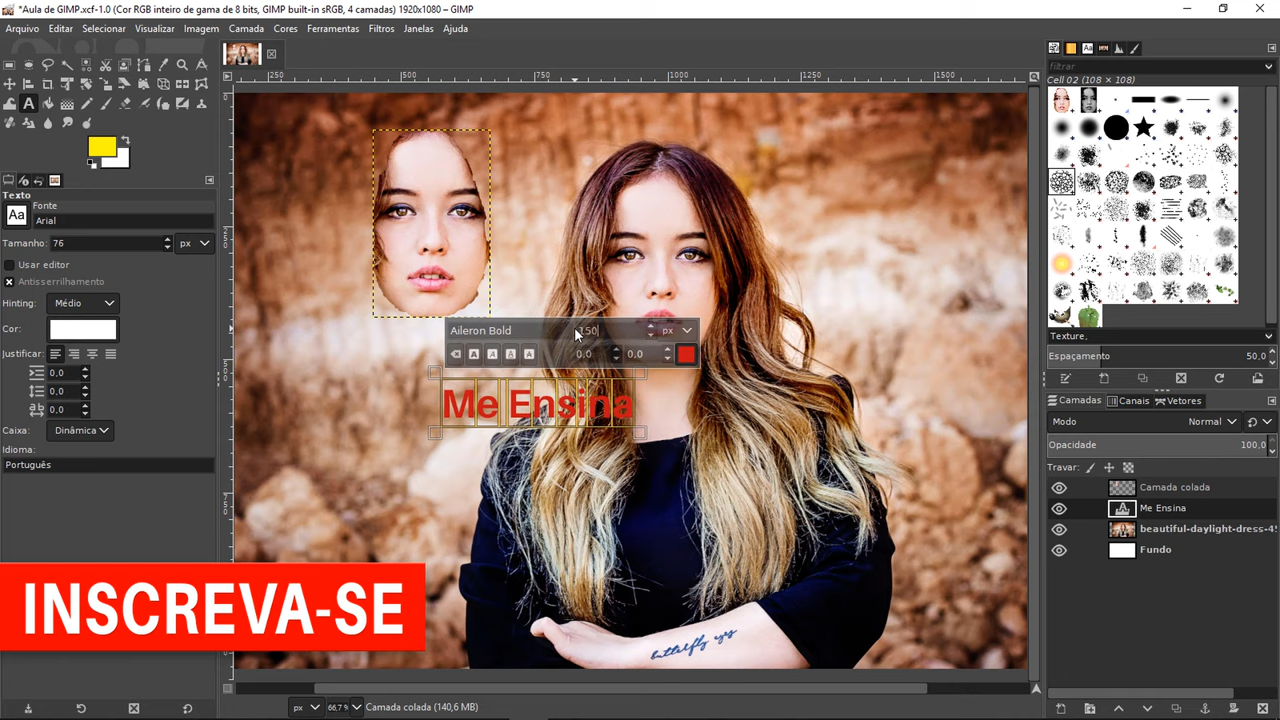 *Aula de GIMP.xcf-1.0 (Cor RGB inteiro de gama de 8 bits, GIMP built-in sRGB, 4 camadas) 1920x1080 – GIMP
Arquivo Editar Selecionar Visualizar Imagem Camada Cores Ferramentas Filtros Janelas Ajuda
250 500 750 1000 1250 1500
filtrar
Cell 02 (108 × 108)
Texto
Fonte
Aa
Arial
Tamanho: 76 px
Usar editor
Antisserrilhamento
Hinting: Médio
Cor:
Justificar:
0,0
0,0
0,0
Caixa: Dinâmica
Idioma:
Português
Aileron Bold 150 px
0.0 0.0
Me Ensina
butterfly eyes
INSCREVA-SE
Texture,
Espaçamento 50,0
Camadas Canais Vetores
Modo Normal
Opacidade 100,0
Travar:
Camada colada
Me Ensina
beautiful-daylight-dress-4
Fundo
px 66,7 % Camada colada (140,6 MB)